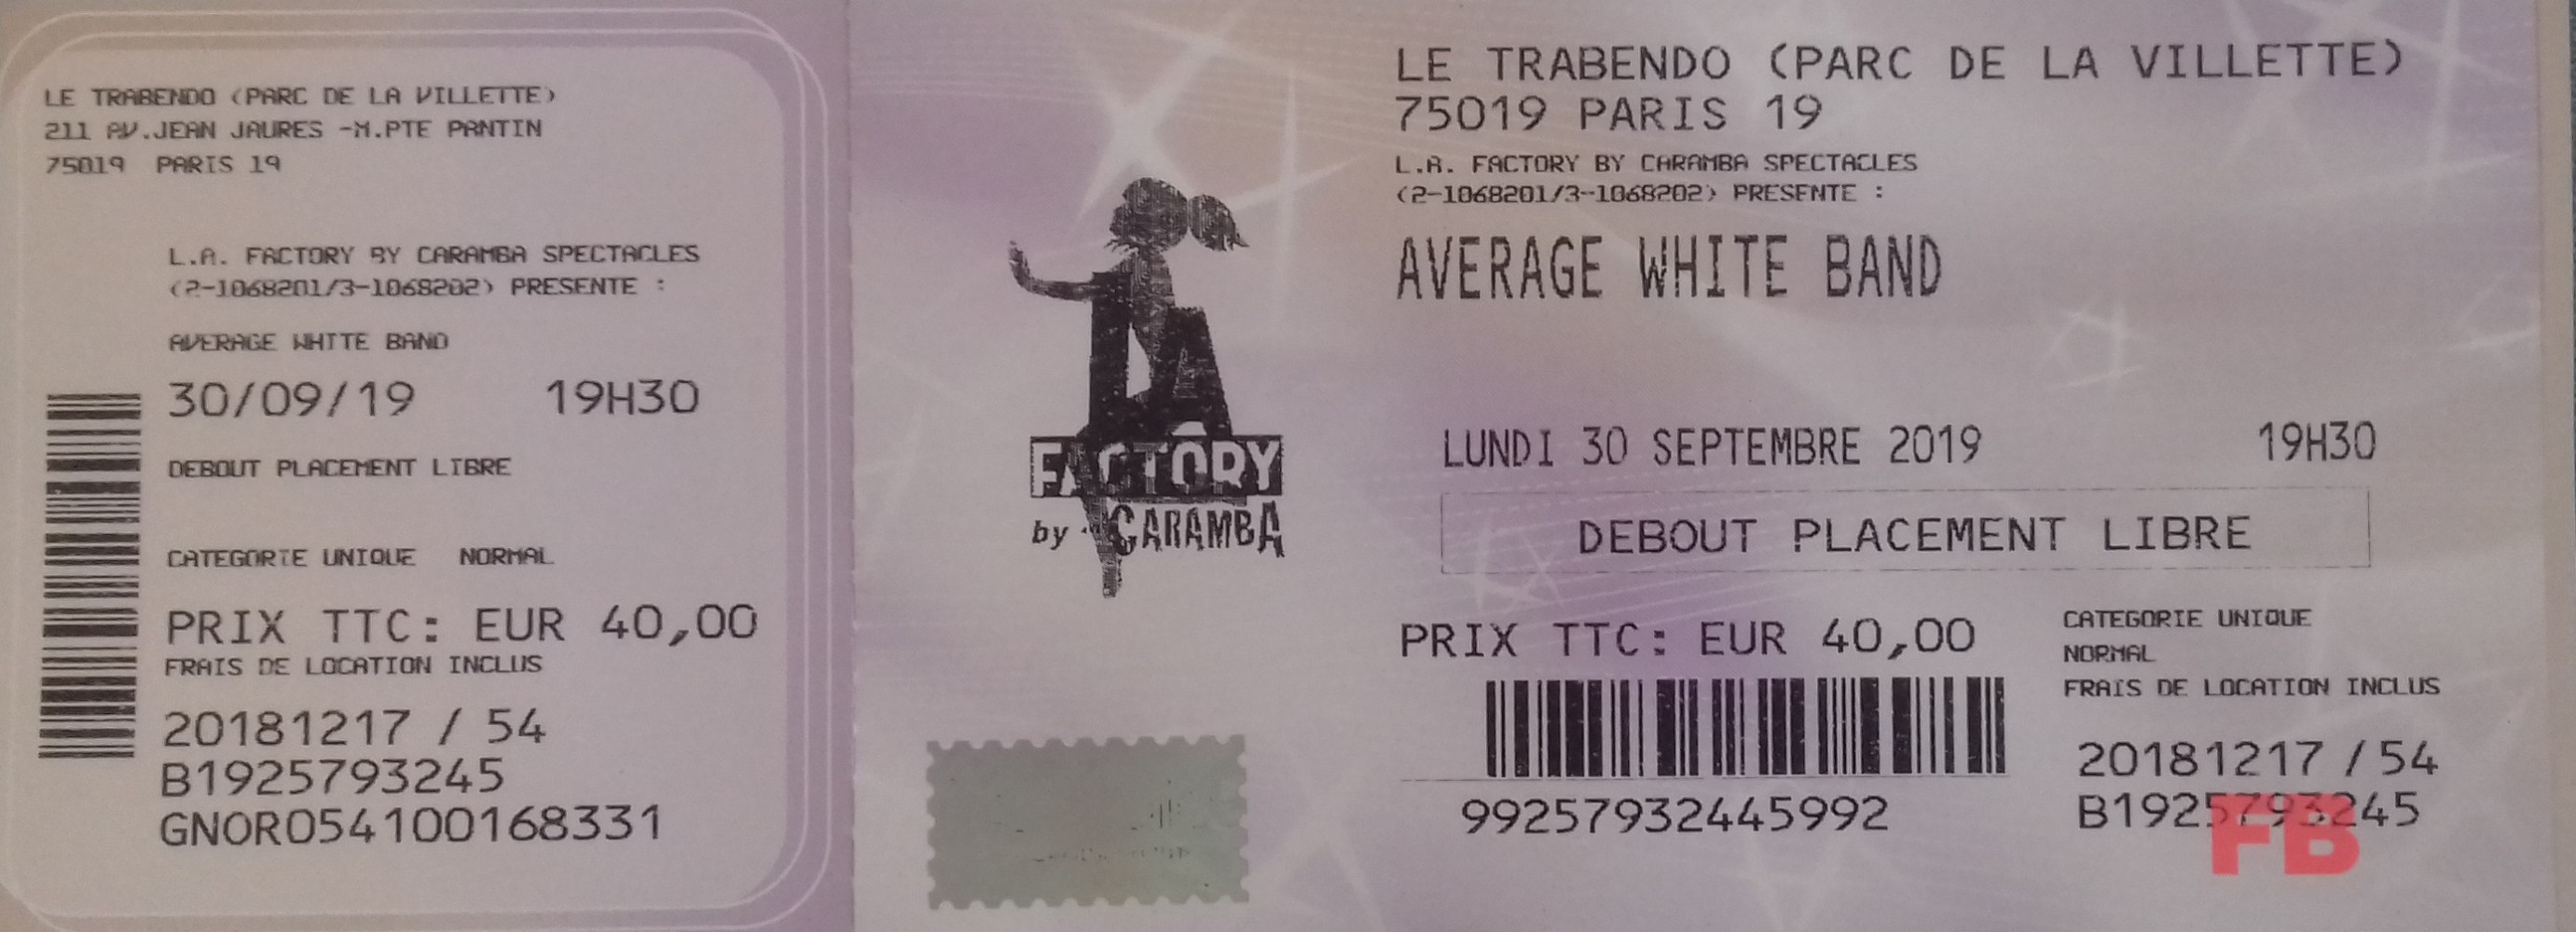 LE TRABENDO (PARC DE LA VILLETTE)
211 AV.JEAN JAURES -M.PTE PANTIN
75019 PARIS 19
L.A. FACTORY BY CARAMBA SPECTACLES
(2-1068201/3-1068202) PRESENTE :
AVERAGE WHITE BAND
30/09/19 19H30
DEBOUT PLACEMENT LIBRE
CATEGORIE UNIQUE NORMAL
PRIX TTC: EUR 40,00
FRAIS DE LOCATION INCLUS
20181217 / 54
B1925793245
GNORO54100168331
LA
FACTORY
by CARAMBA
LE TRABENDO (PARC DE LA VILLETTE)
75019 PARIS 19
L.A. FACTORY BY CARAMBA SPECTACLES
(2-1068201/3-1068202) PRESENTE :
AVERAGE WHITE BAND
LUNDI 30 SEPTEMBRE 2019 19H30
DEBOUT PLACEMENT LIBRE
PRIX TTC: EUR 40,00
99257932445992
CATEGORIE UNIQUE
NORMAL
FRAIS DE LOCATION INCLUS
20181217 / 54
B1925793245
FB